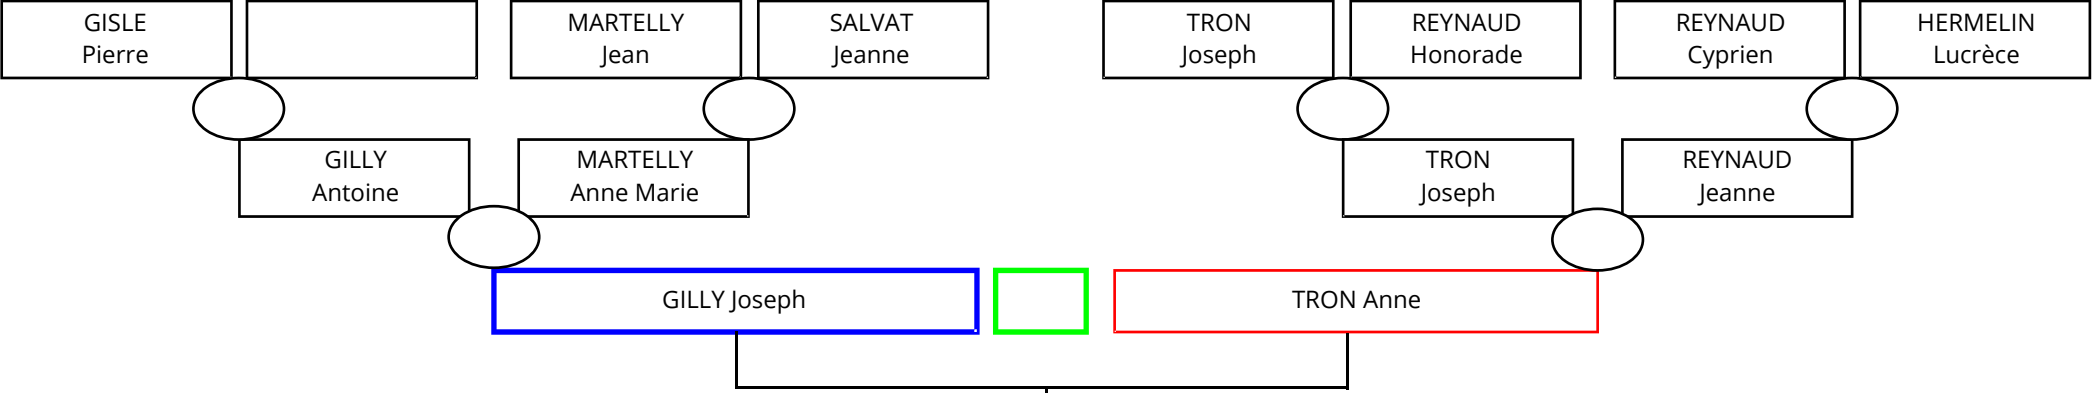 GISLE
Pierre
MARTELLY
Jean
SALVAT
Jeanne
TRON
Joseph
REYNAUD
Honorade
REYNAUD
Cyprien
HERMELIN
Lucrèce
GILLY
Antoine
MARTELLY
Anne Marie
TRON
Joseph
REYNAUD
Jeanne
GILLY Joseph
TRON Anne